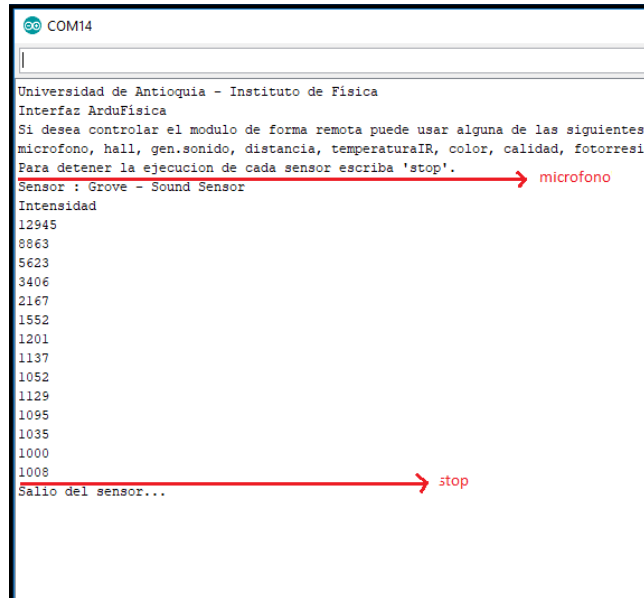 COM14
Universidad de Antioquia - Instituto de Física
Interfaz ArduFísica
Si desea controlar el modulo de forma remota puede usar alguna de las siguientes
microfono, hall, gen.sonido, distancia, temperaturaIR, color, calidad, fotorresi
Para detener la ejecucion de cada sensor escriba 'stop'.
microfono
Sensor : Grove - Sound Sensor
Intensidad
12945
8863
5623
3406
2167
1552
1201
1137
1052
1129
1095
1035
1000
1008
stop
Salio del sensor...